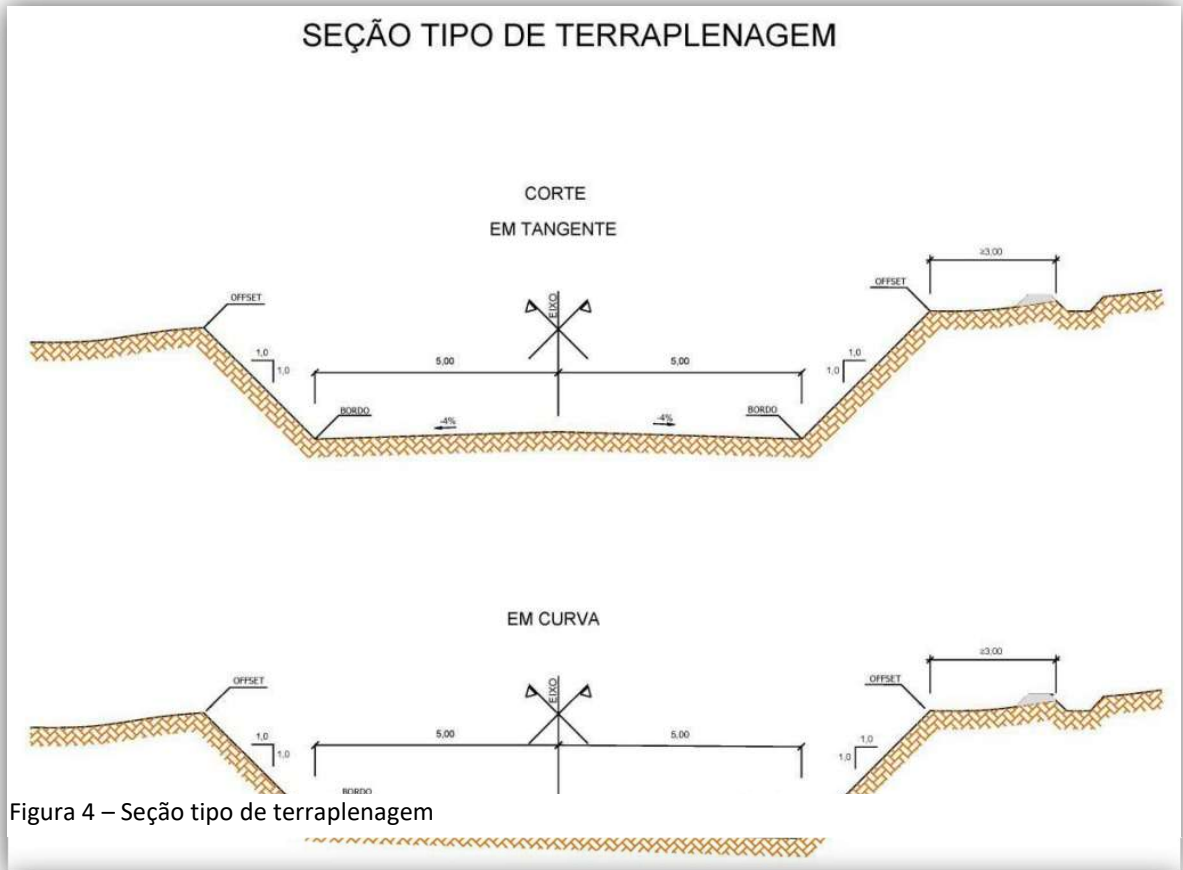 SEÇÃO TIPO DE TERRAPLENAGEM
CORTE
EM TANGENTE
≥3,00
OFFSET
OFFSET
EIXO
1,0
1,0
5,00
5,00
1,0
1,0
BORDO
-4%
-4%
BORDO
EM CURVA
≥3,00
OFFSET
OFFSET
EIXO
1,0
1,0
5,00
5,00
1,0
1,0
BORDO
Figura 4 – Seção tipo de terraplenagem